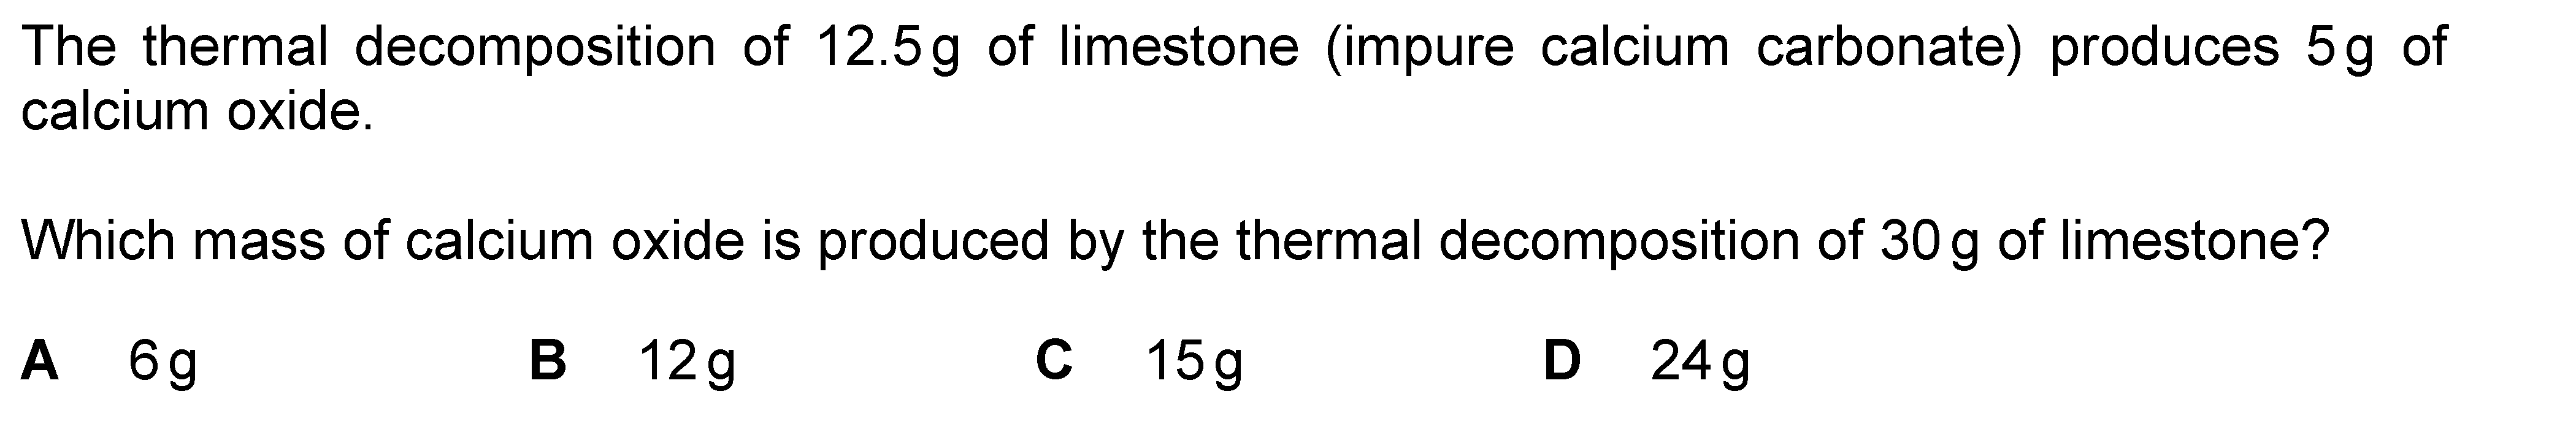 The thermal decomposition of 12.5 g of limestone (impure calcium carbonate) produces 5 g of
calcium oxide.
Which mass of calcium oxide is produced by the thermal decomposition of 30 g of limestone?
A 6 g B 12 g C 15 g D 24 g